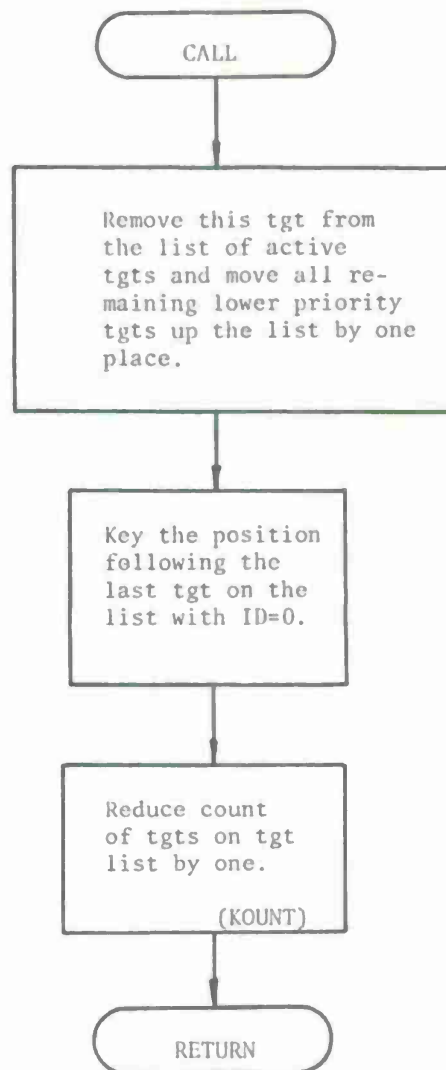 CALL
Remove this tgt from
the list of active
tgts and move all re-
maining lower priority
tgts up the list by one
place.
Key the position
following the
last tgt on the
list with ID=0.
Reduce count
of tgts on tgt
list by one.
(KOUNT)
RETURN